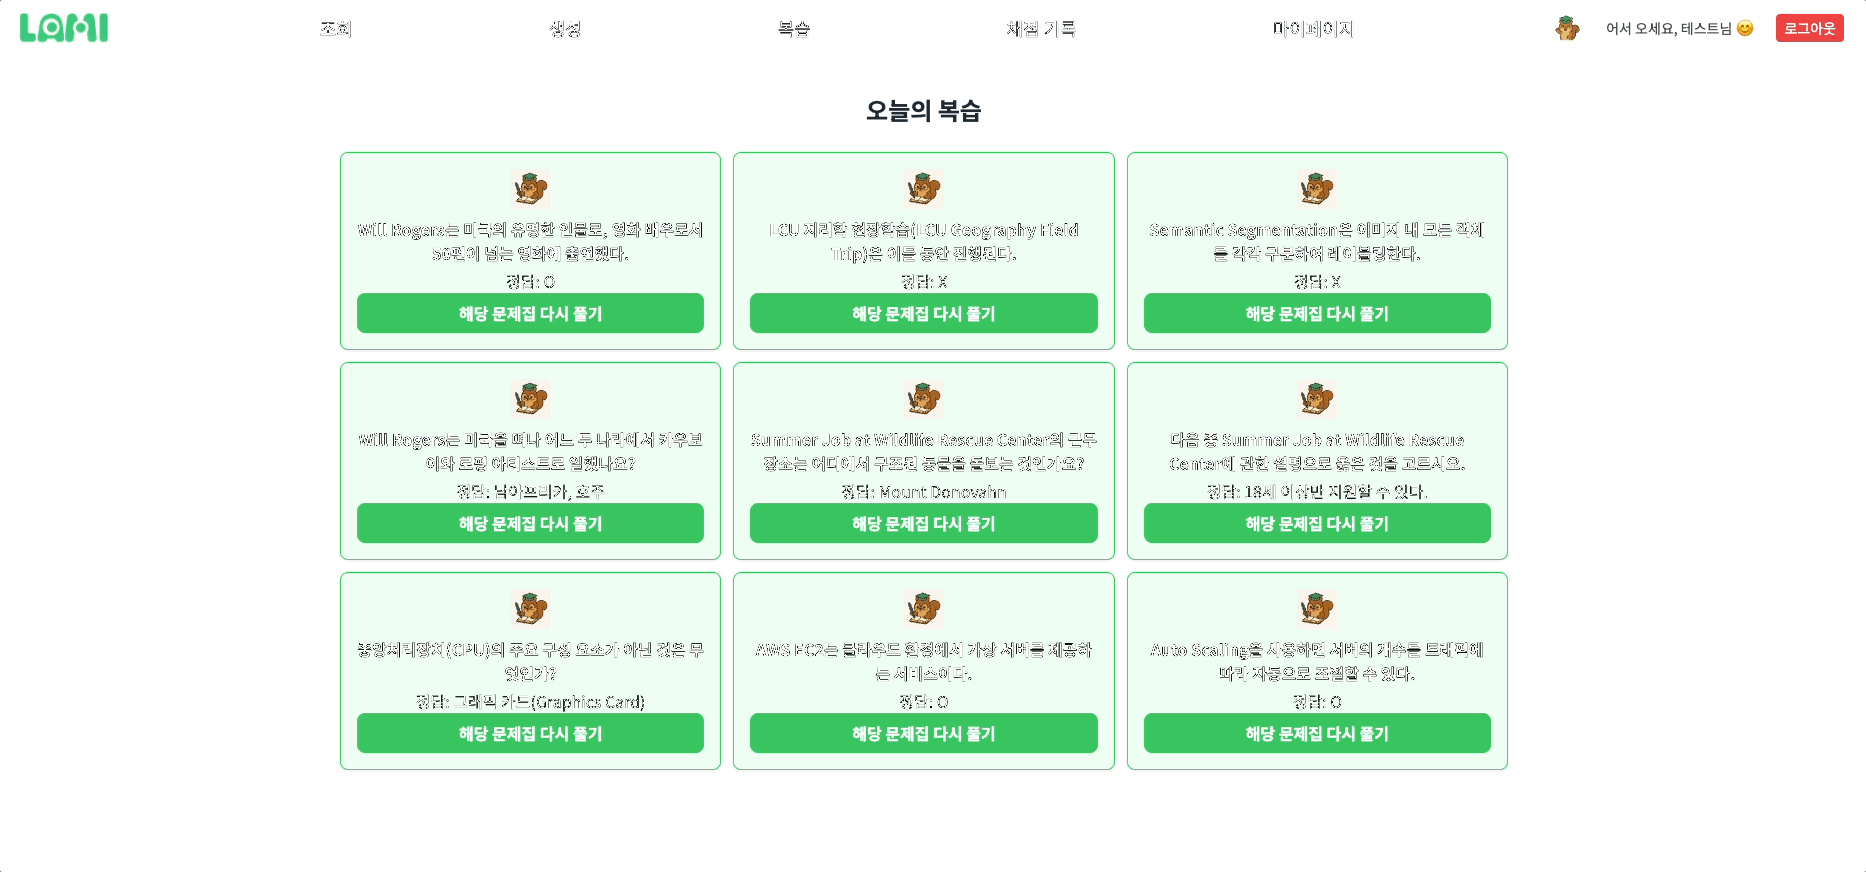 LAMI
조회
생성
복습
채점 기록
마이페이지
어서 오세요, 테스트님 😊
로그아웃
오늘의 복습
Will Rogers는 미국의 유명한 인물로, 영화 배우로서
50편이 넘는 영화에 출연했다.
정답: O
해당 문제집 다시 풀기
LCU 지리학 현장학습(LCU Geography Field
Trip)은 이틀 동안 진행된다.
정답: X
해당 문제집 다시 풀기
Semantic Segmentation은 이미지 내 모든 객체
를 각각 구분하여 레이블링한다.
정답: X
해당 문제집 다시 풀기
Will Rogers는 미국을 떠나 어느 두 나라에서 카우보
이와 로핑 아티스트로 일했나요?
정답: 남아프리카, 호주
해당 문제집 다시 풀기
Summer Job at Wildlife Rescue Center의 근무
장소는 어디에서 구조된 동물을 돌보는 것인가요?
정답: Mount Donovahn
해당 문제집 다시 풀기
다음 중 Summer Job at Wildlife Rescue
Center에 관한 설명으로 옳은 것을 고르시오.
정답: 18세 이상만 지원할 수 있다.
해당 문제집 다시 풀기
중앙처리장치(CPU)의 주요 구성 요소가 아닌 것은 무
엇인가?
정답: 그래픽 카드(Graphics Card)
해당 문제집 다시 풀기
AWS EC2는 클라우드 환경에서 가상 서버를 제공하
는 서비스이다.
정답: O
해당 문제집 다시 풀기
Auto Scaling을 사용하면 서버의 개수를 트래픽에
따라 자동으로 조절할 수 있다.
정답: O
해당 문제집 다시 풀기